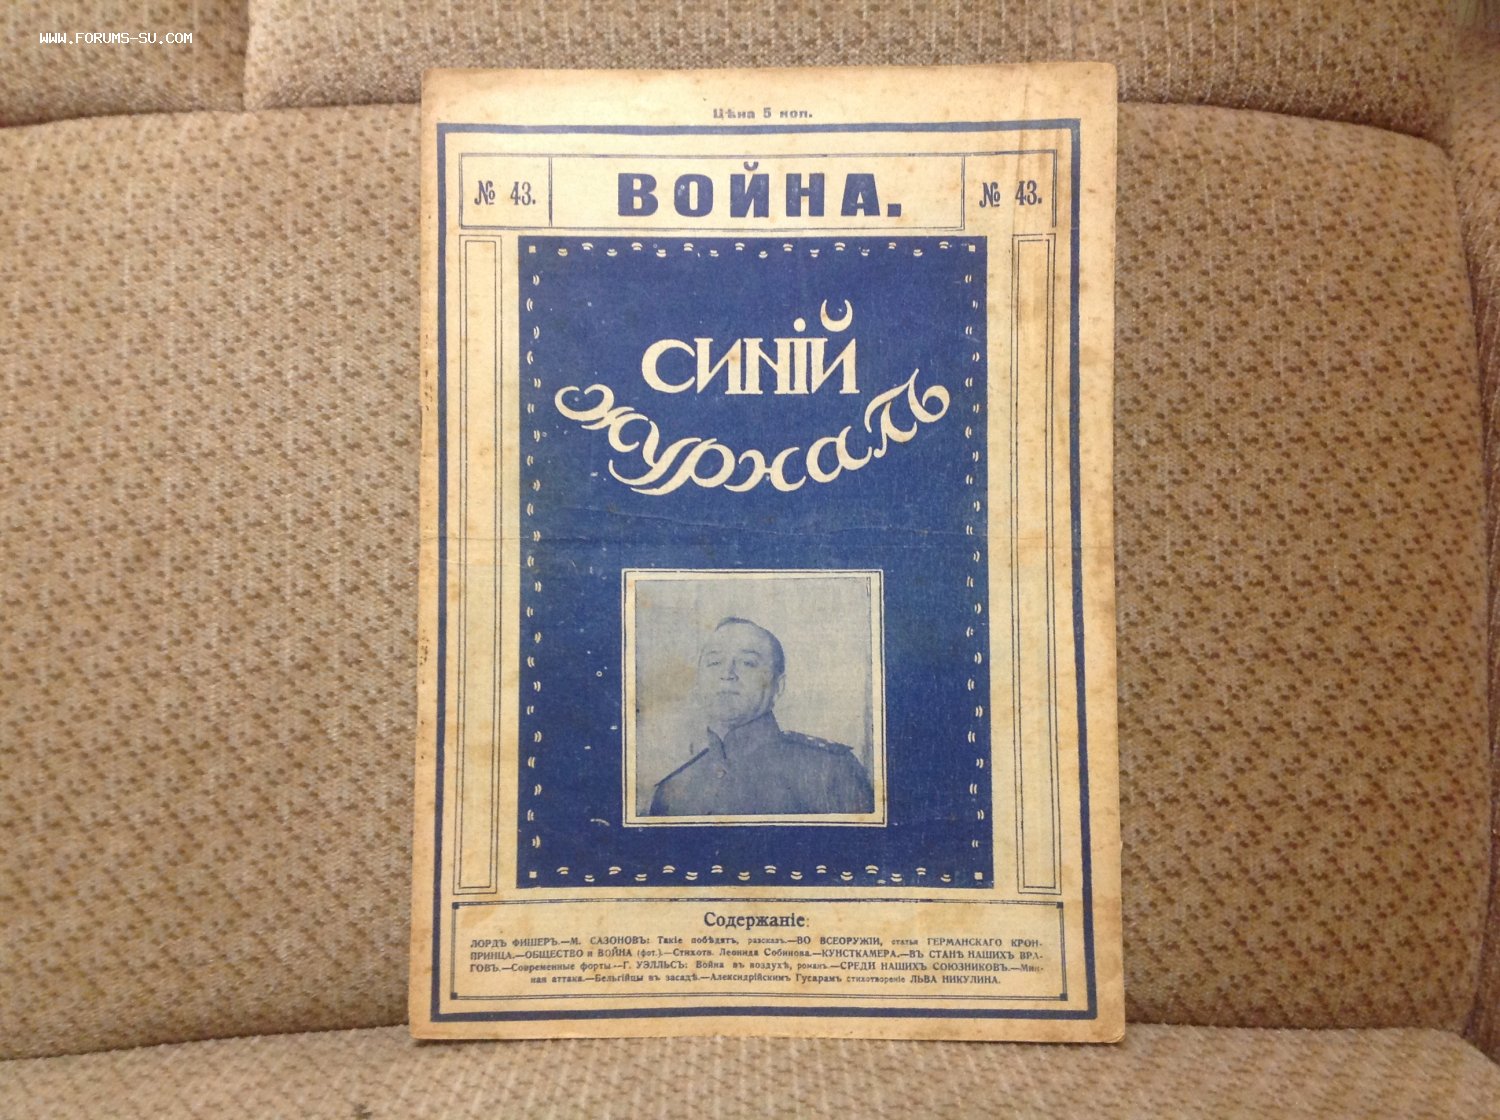 WWW.FORUMS-SU.COM
Цѣна 5 коп.
№ 43.
ВОЙНА.
№ 43.
СИНІЙ
журналъ
Содержаніе:
ЛОРДЪ ФИШЕРЪ.—М. САЗОНОВЪ: Такіе побѣдятъ, разсказъ.—ВО ВСЕОРУЖІИ, статья ГЕРМАНСКАГО КРОН-
ПРИНЦА.—ОБЩЕСТВО и ВОЙНА (фот.).—Стихотв. Леонида Собинова.—КУНСТКАМЕРА.—ВЪ СТАНѢ НАШИХЪ ВРА-
ГОВЪ.—Современные форты.—Г. УЭЛЛЬСЪ: Война въ воздухѣ, романъ.—СРЕДИ НАШИХЪ СОЮЗНИКОВЪ.—Мин-
ная аттака.—Бельгійцы въ засадѣ.—Александрійскимъ Гусарамъ стихотвореніе ЛЬВА НИКУЛИНА.